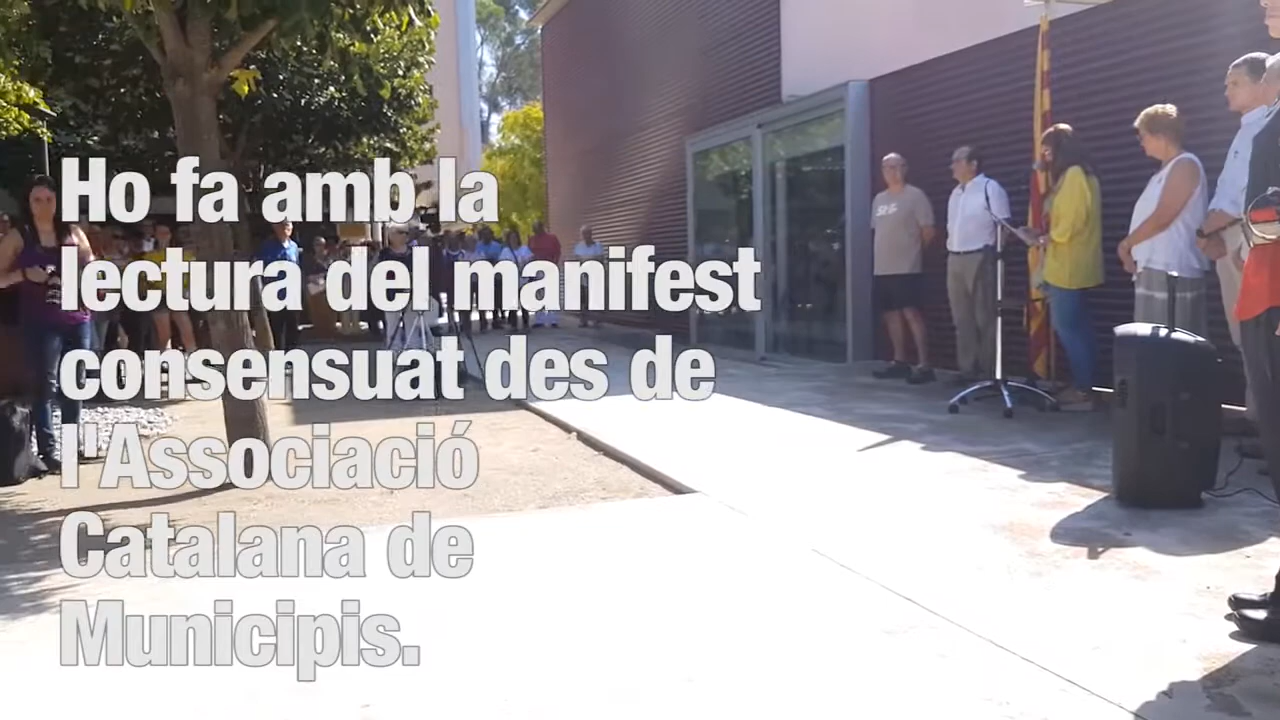 Ho fa amb la
lectura del manifest
consensuat des de
l'Associació
Catalana de
Municipis.